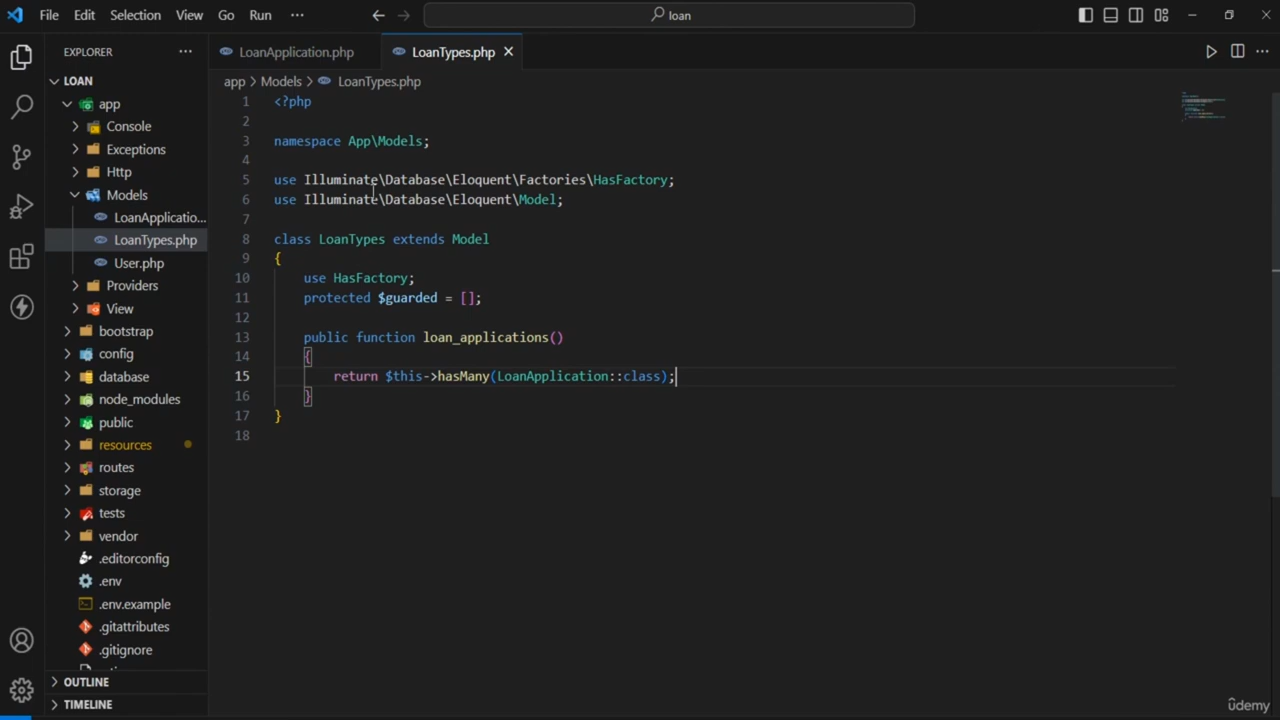 File Edit Selection View Go Run ··· loan
EXPLORER ···
LOAN
app
Console
Exceptions
Http
Models
LoanApplicatio...
LoanTypes.php
User.php
Providers
View
bootstrap
config
database
node_modules
public
resources
routes
storage
tests
vendor
.editorconfig
.env
.env.example
.gitattributes
.gitignore
OUTLINE
TIMELINE
LoanApplication.php LoanTypes.php
app > Models > LoanTypes.php
1 <?php
2
3 namespace App\Models;
4
5 use Illuminate\Database\Eloquent\Factories\HasFactory;
6 use Illuminate\Database\Eloquent\Model;
7
8 class LoanTypes extends Model
9 {
10 use HasFactory;
11 protected $guarded = [];
12
13 public function loan_applications()
14 {
15 return $this->hasMany(LoanApplication::class);
16 }
17 }
18
ûdemy